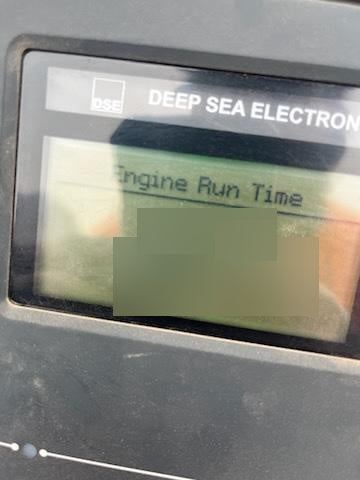 DSE DEEP SEA ELECTRON
Engine Run Time